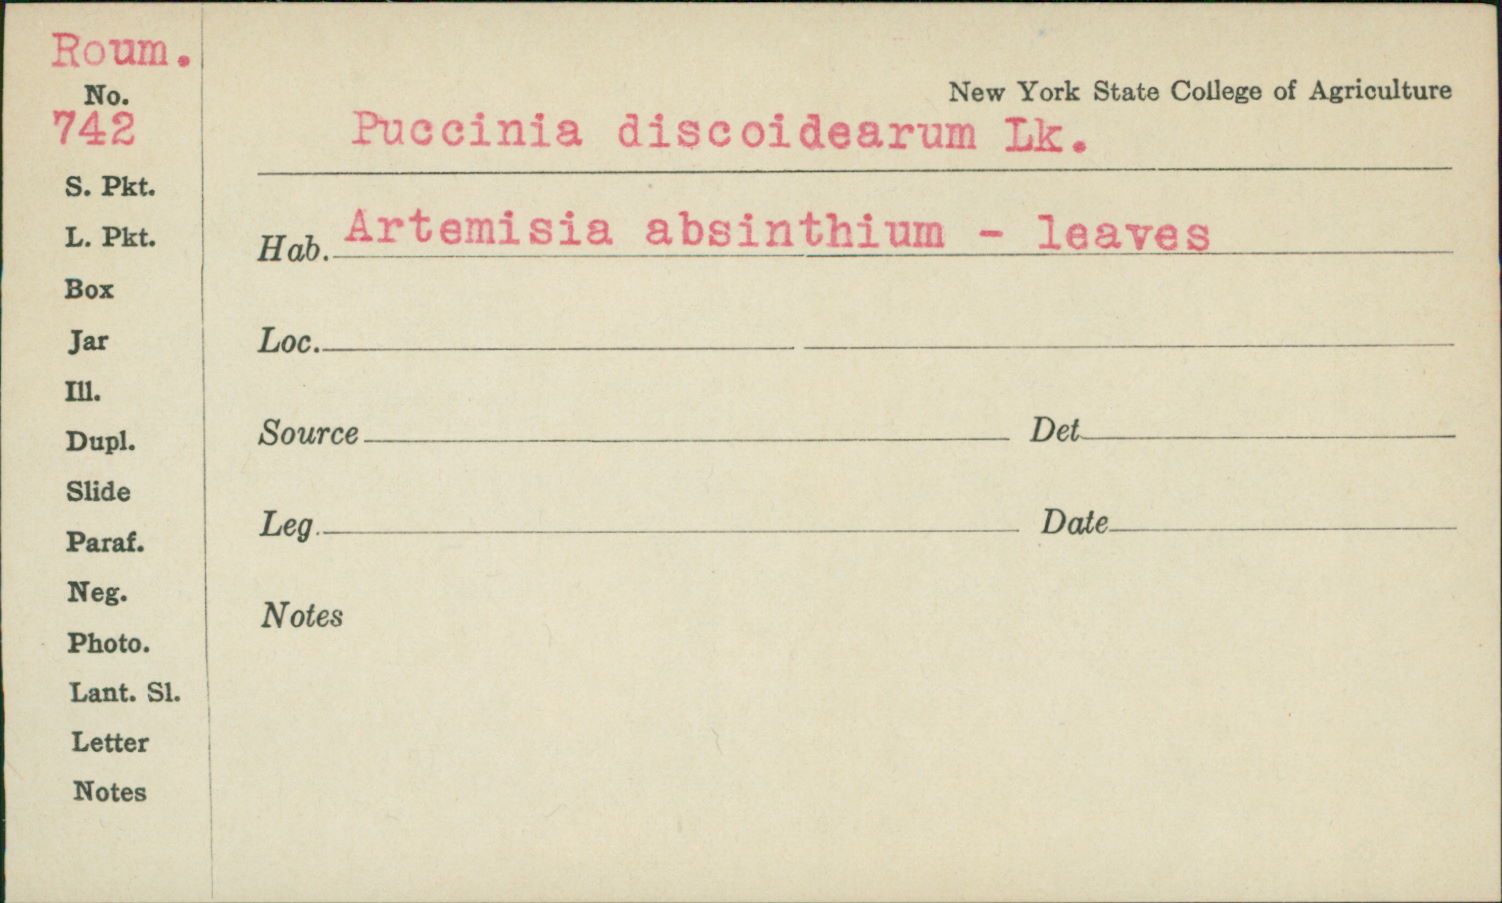 Roum.
No.
742
S. Pkt.
L. Pkt.
Box
Jar
Ill.
Dupl.
Slide
Paraf.
Neg.
Photo.
Lant. Sl.
Letter
Notes
New York State College of Agriculture
Puccinia discoidearum Lk.
Hab. Artemisia absinthium - leaves
Loc.
Source Det
Leg. Date
Notes